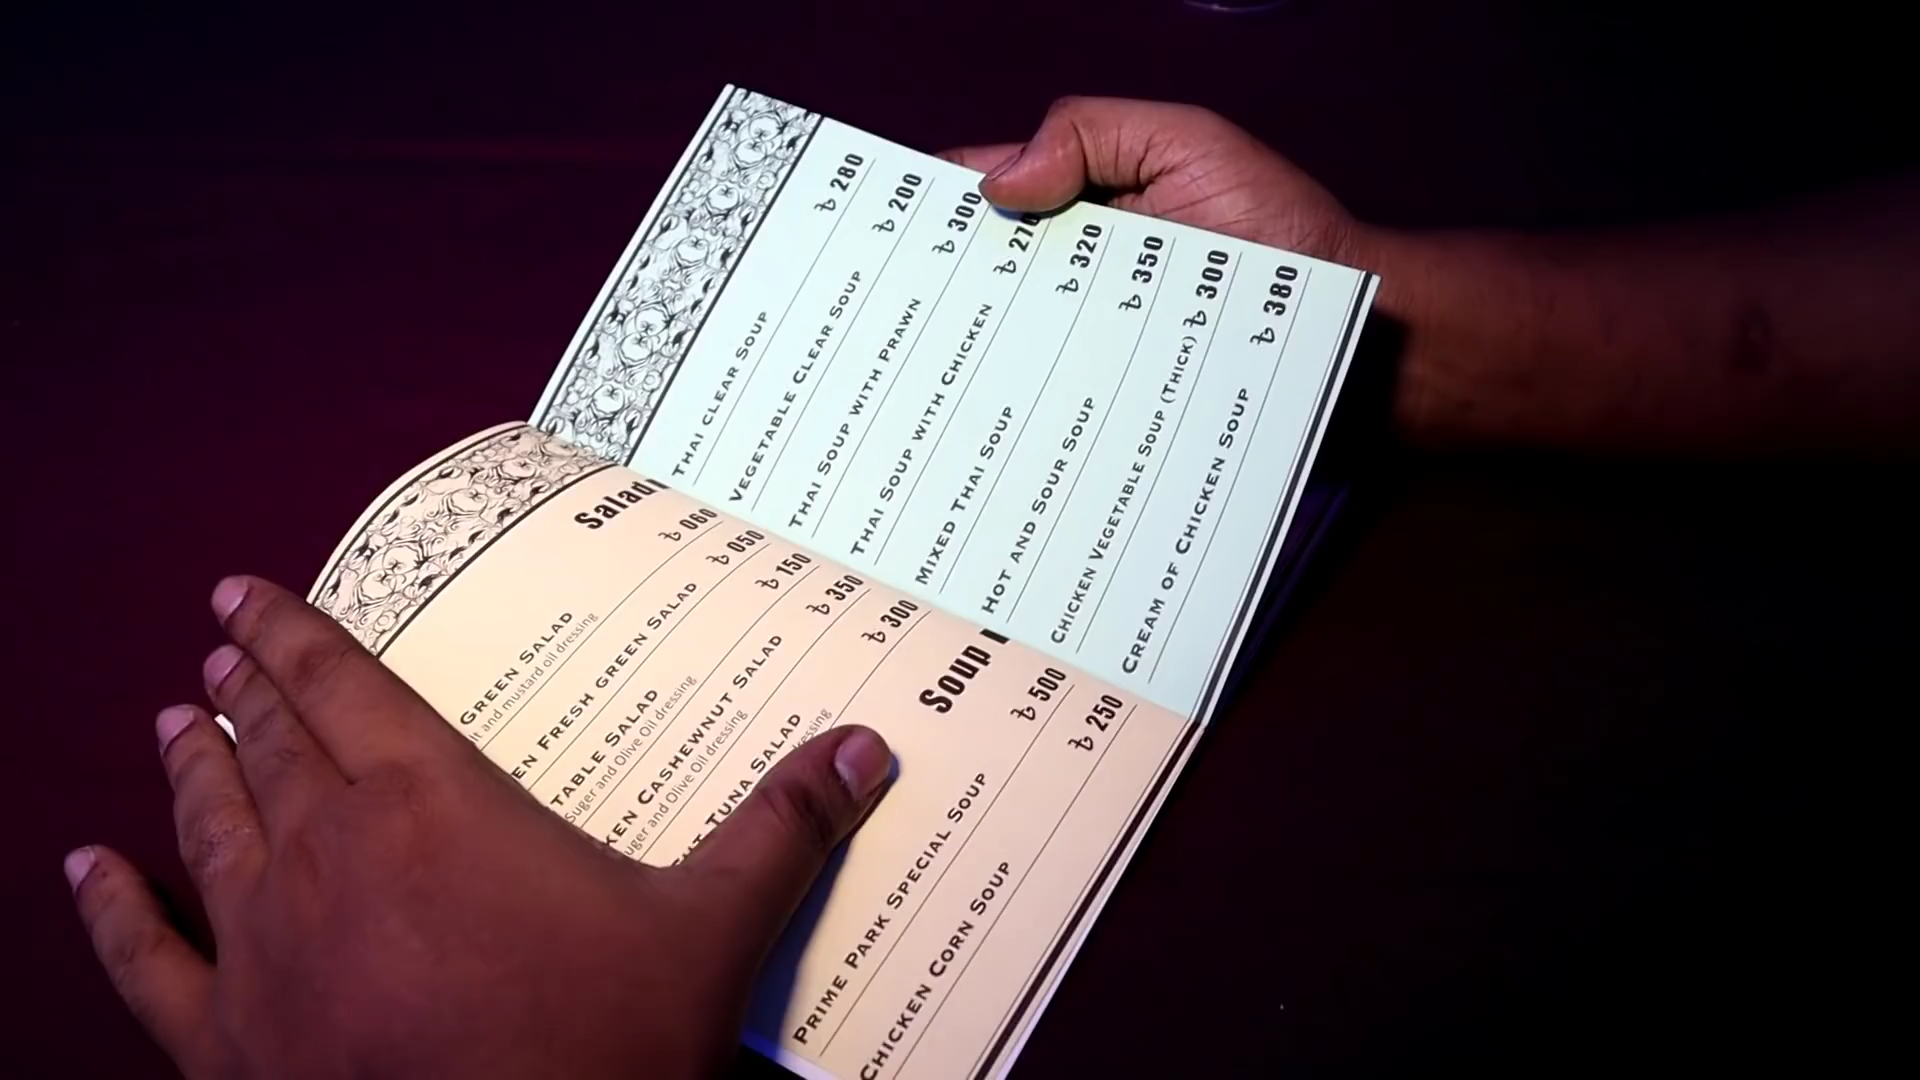 Salad
GREEN SALAD ৳ 060
and mustard oil dressing
FRESH GREEN SALAD ৳ 050
TABLE SALAD ৳ 150
Suger and Olive Oil dressing
CASHEWNUT SALAD ৳ 350
and Olive Oil dressing
TUNA SALAD ৳ 300
Soup
PRIME PARK SPECIAL SOUP ৳ 500
CHICKEN CORN SOUP ৳ 250
THAI CLEAR SOUP ৳ 280
VEGETABLE CLEAR SOUP ৳ 200
THAI SOUP WITH PRAWN ৳ 300
THAI SOUP WITH CHICKEN ৳ 270
MIXED THAI SOUP ৳ 320
HOT AND SOUR SOUP ৳ 350
CHICKEN VEGETABLE SOUP (THICK) ৳ 300
CREAM OF CHICKEN SOUP ৳ 380